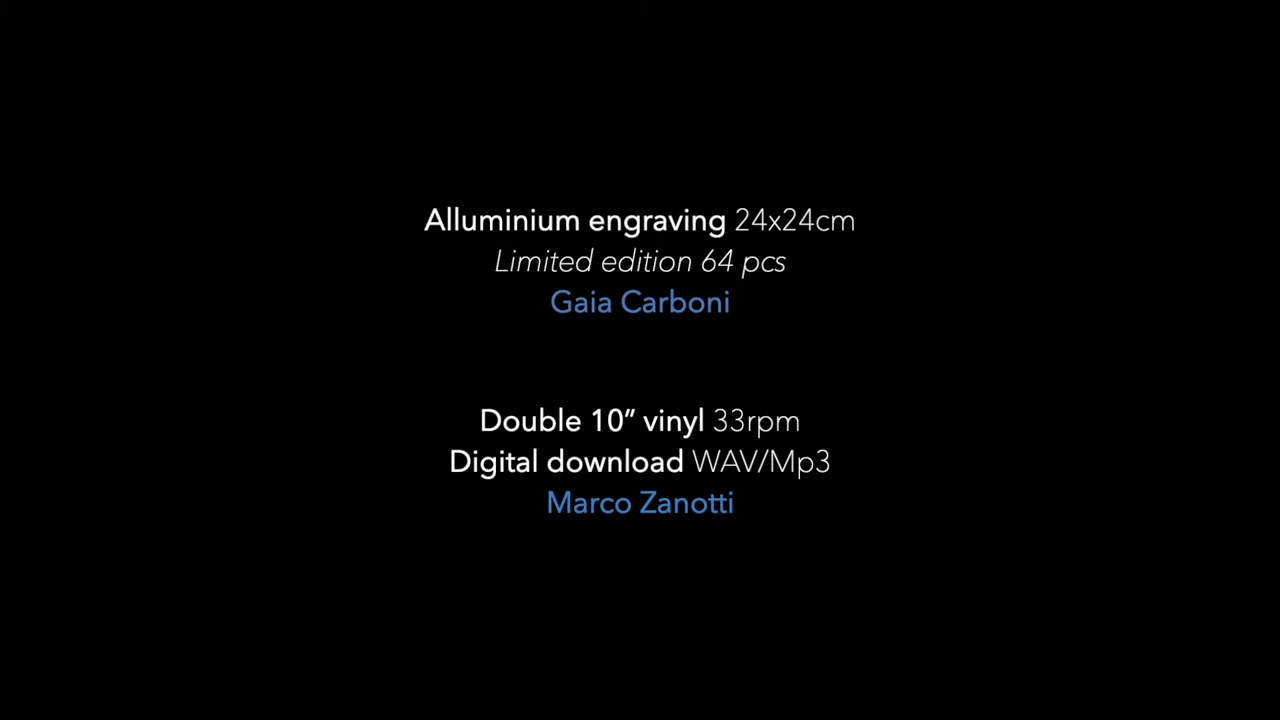 Alluminium engraving 24x24cm
Limited edition 64 pcs
Gaia Carboni
Double 10” vinyl 33rpm
Digital download WAV/Mp3
Marco Zanotti